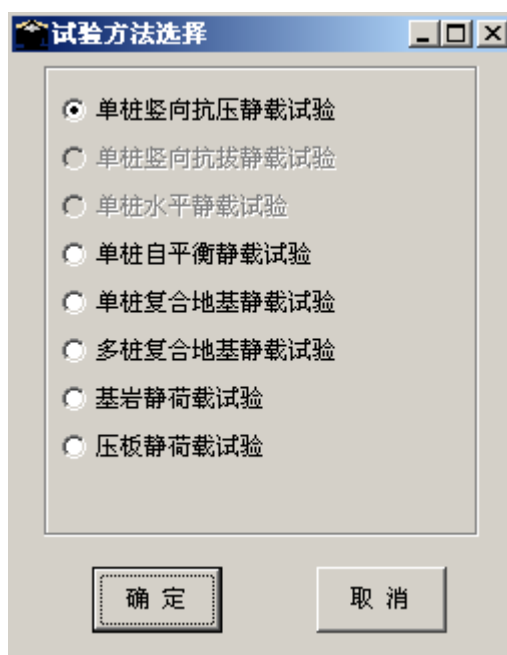 试验方法选择
单桩竖向抗压静载试验
单桩竖向抗拔静载试验
单桩水平静载试验
单桩自平衡静载试验
单桩复合地基静载试验
多桩复合地基静载试验
基岩静荷载试验
压板静荷载试验
确 定 取 消